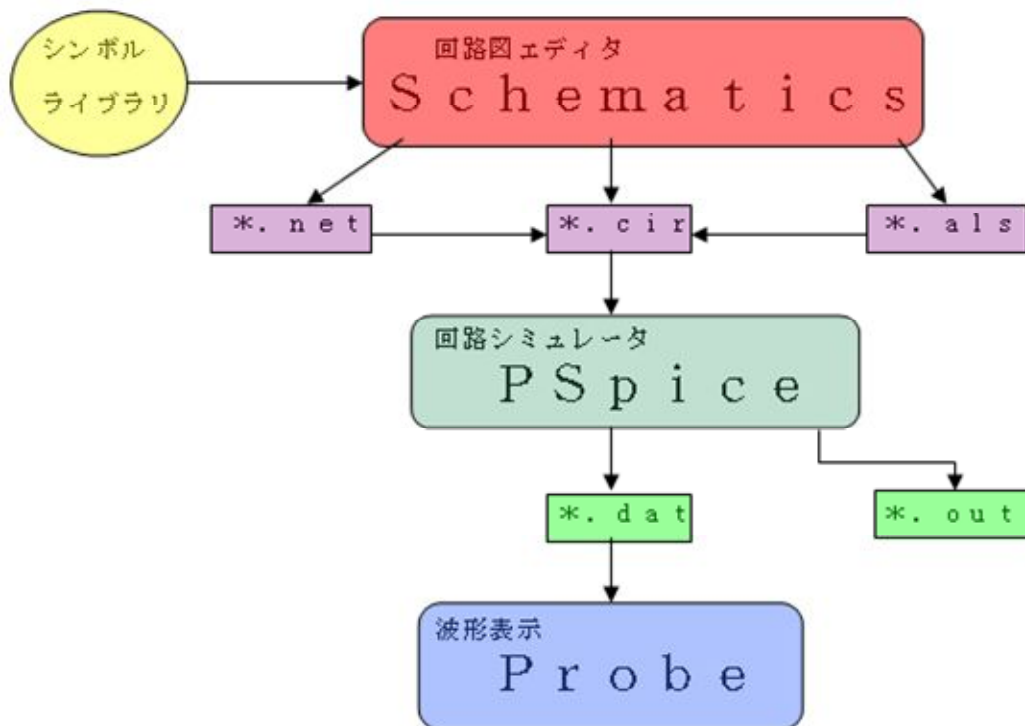 シンボル
ライブラリ
回路図エディタ
Ｓｃｈｅｍａｔｉｃｓ
＊．ｎｅｔ
＊．ｃｉｒ
＊．ａｌｓ
回路シミュレータ
ＰＳｐｉｃｅ
＊．ｄａｔ
＊．ｏｕｔ
波形表示
Ｐｒｏｂｅ